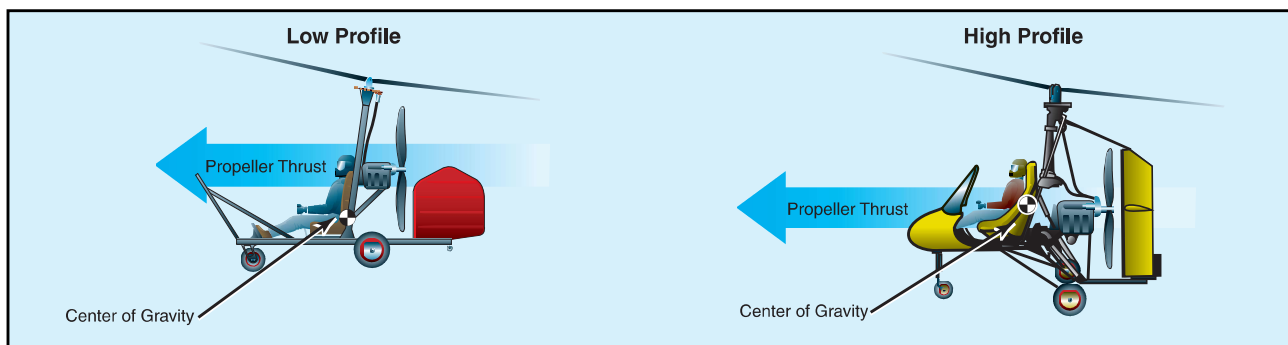 Low Profile
High Profile
Propeller Thrust
Propeller Thrust
Center of Gravity
Center of Gravity